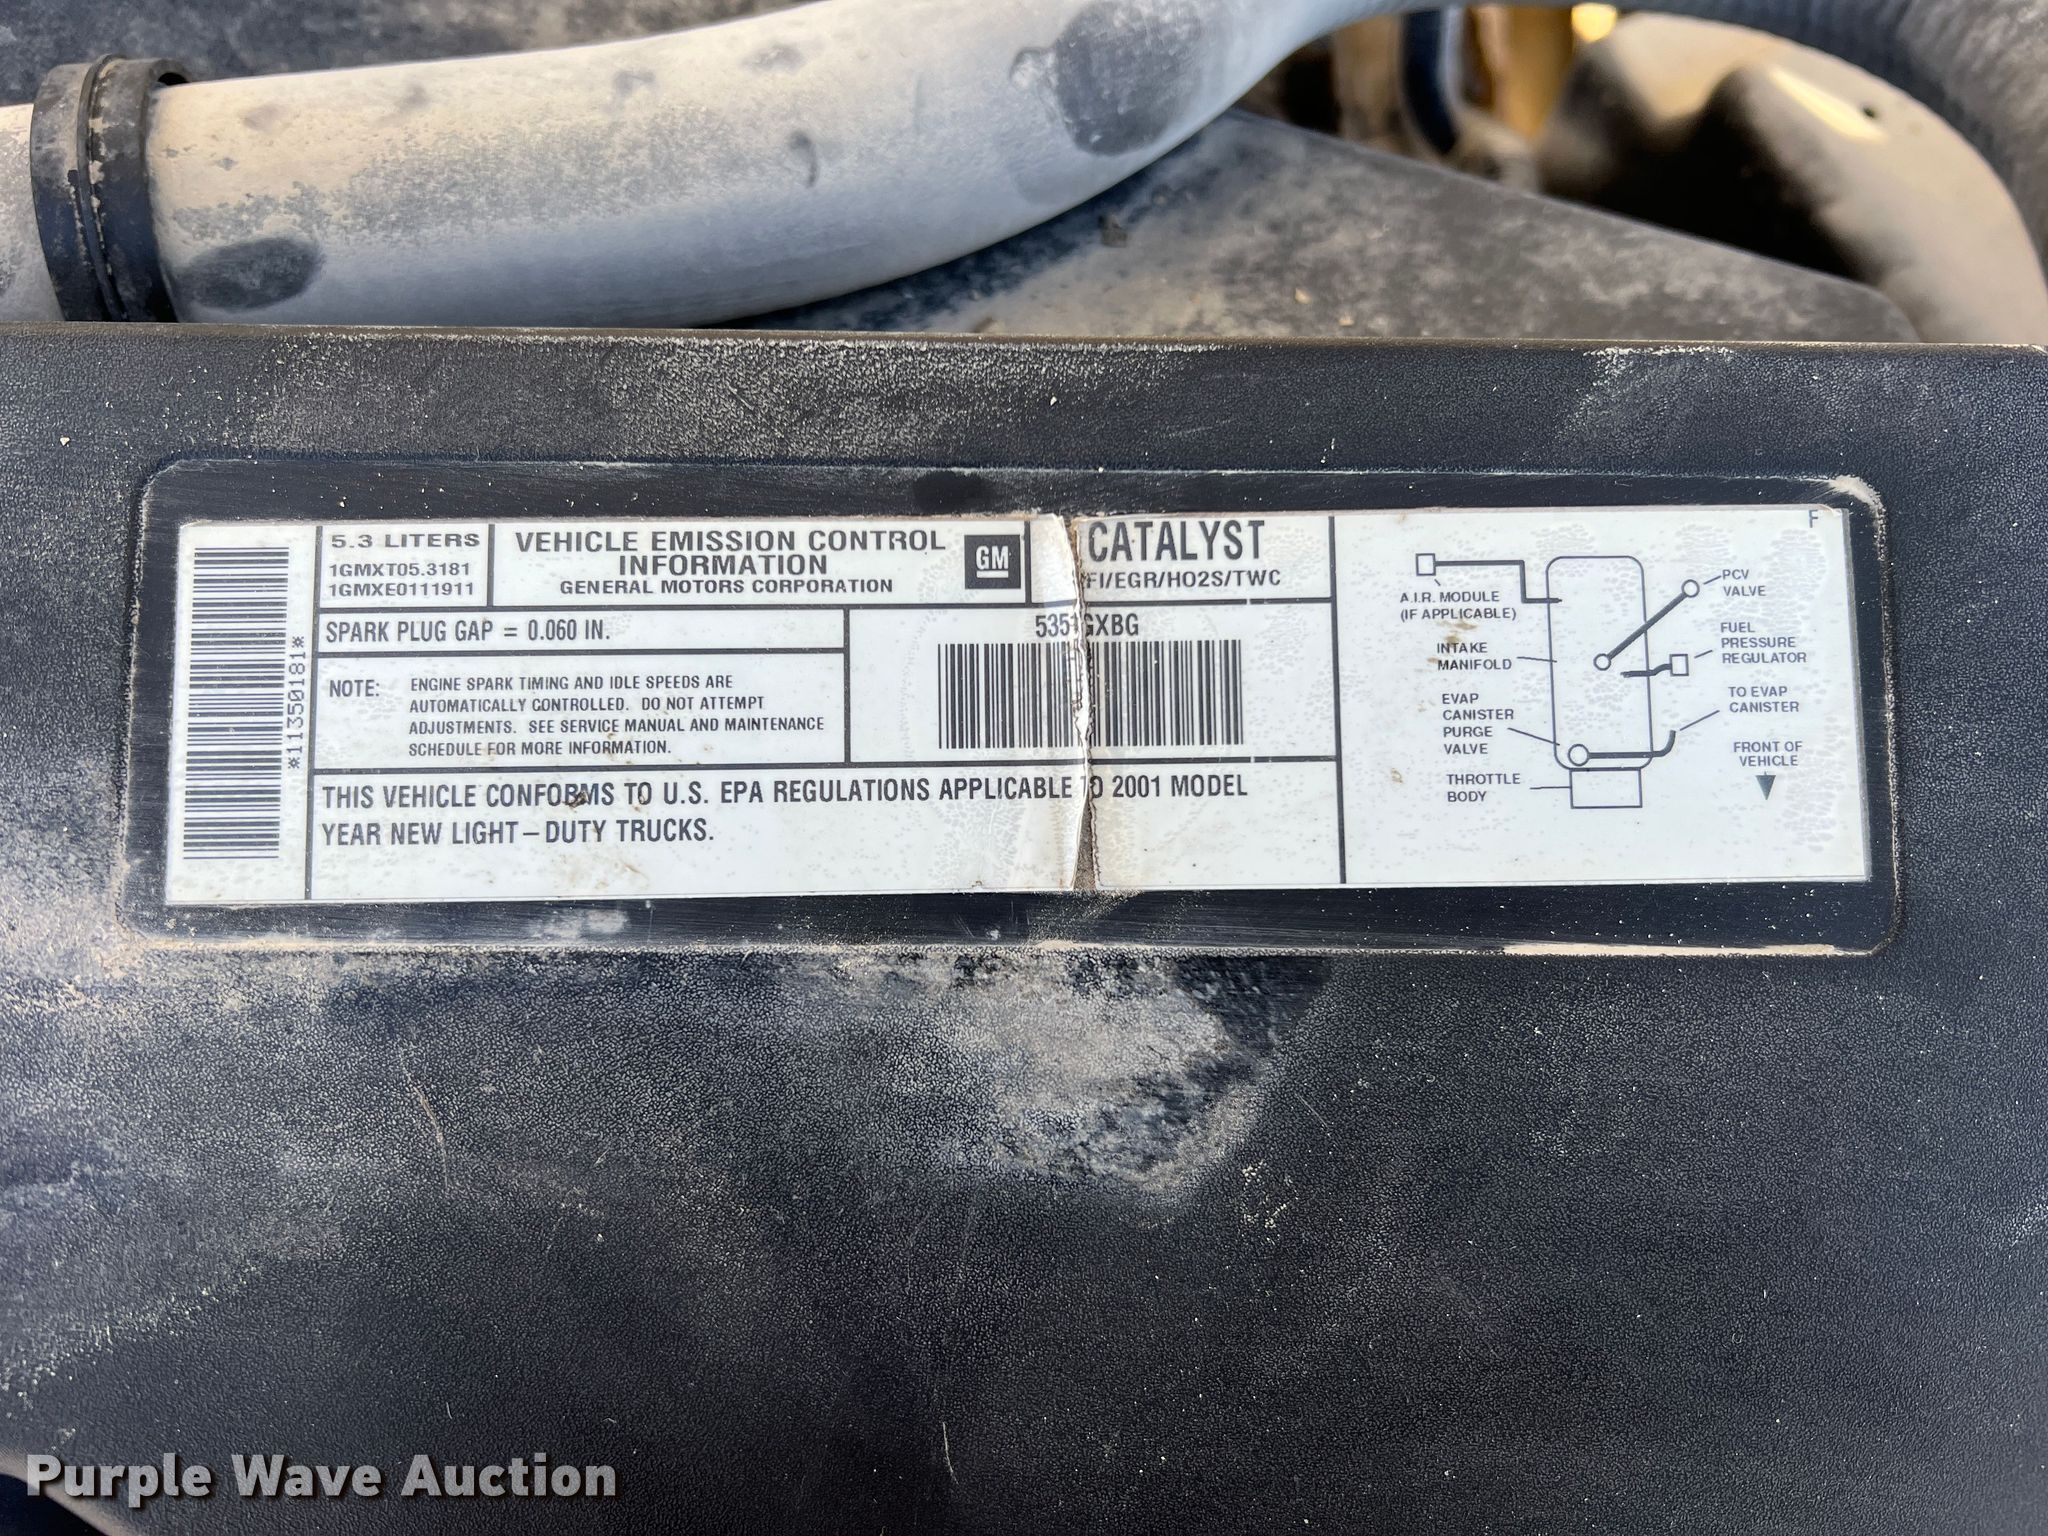 5.3 LITERS
1GMXT05.3181
1GMXE0111911
VEHICLE EMISSION CONTROL
INFORMATION
GENERAL MOTORS CORPORATION
GM
CATALYST
FI/EGR/HO2S/TWC
SPARK PLUG GAP = 0.060 IN.
NOTE: ENGINE SPARK TIMING AND IDLE SPEEDS ARE
AUTOMATICALLY CONTROLLED. DO NOT ATTEMPT
ADJUSTMENTS. SEE SERVICE MANUAL AND MAINTENANCE
SCHEDULE FOR MORE INFORMATION.
THIS VEHICLE CONFORMS TO U.S. EPA REGULATIONS APPLICABLE TO 2001 MODEL
YEAR NEW LIGHT-DUTY TRUCKS.
*11350181*
F
A.I.R. MODULE
(IF APPLICABLE)
INTAKE
MANIFOLD
EVAP
CANISTER
PURGE
VALVE
THROTTLE
BODY
PCV
VALVE
FUEL
PRESSURE
REGULATOR
TO EVAP
CANISTER
FRONT OF
VEHICLE
Purple Wave Auction